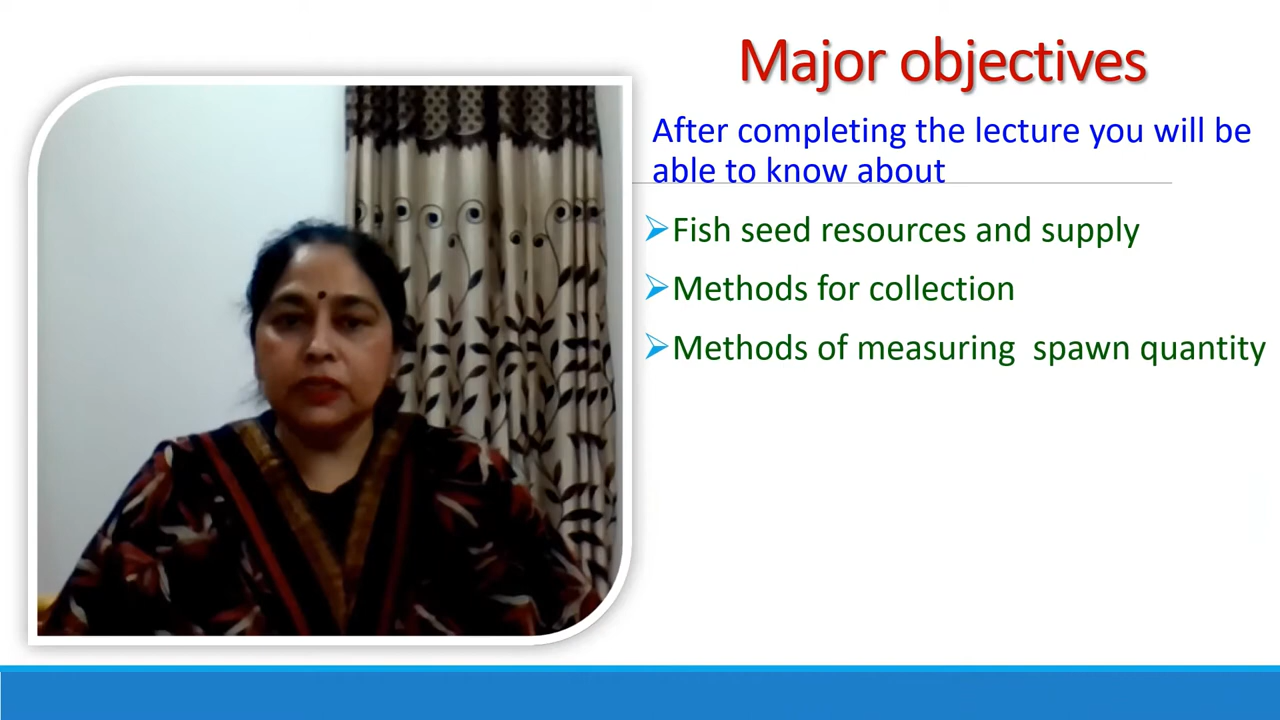 Major objectives
After completing the lecture you will be
able to know about
Fish seed resources and supply
Methods for collection
Methods of measuring  spawn quantity